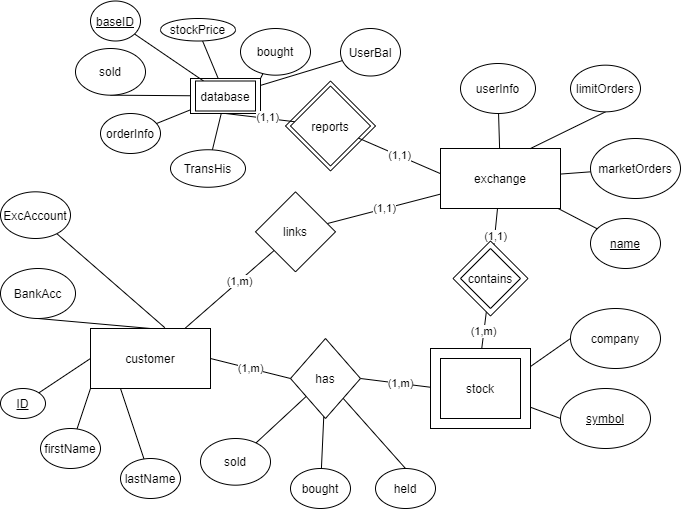 baseID
stockPrice
bought
UserBal
sold
database
userInfo
limitOrders
orderInfo
(1,1)
reports
TransHis
(1,1)
exchange
marketOrders
ExcAccount
links
(1,1)
(1,1)
name
BankAcc
(1,m)
contains
(1,m)
company
customer
(1,m)
has
(1,m)
stock
ID
symbol
firstName
sold
lastName
bought
held